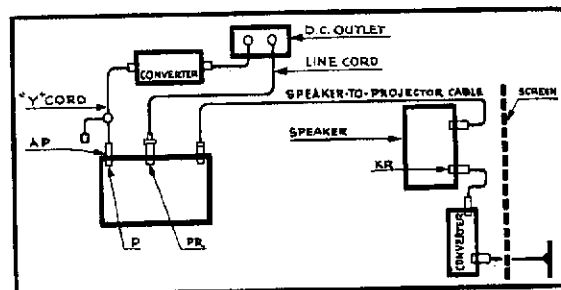 D.C. OUTLET
CONVERTER
LINE CORD
"Y" CORD
SPEAKER-TO-PROJECTOR CABLE
SCREEN
SPEAKER
AP
KR
P
PR
CONVERTER